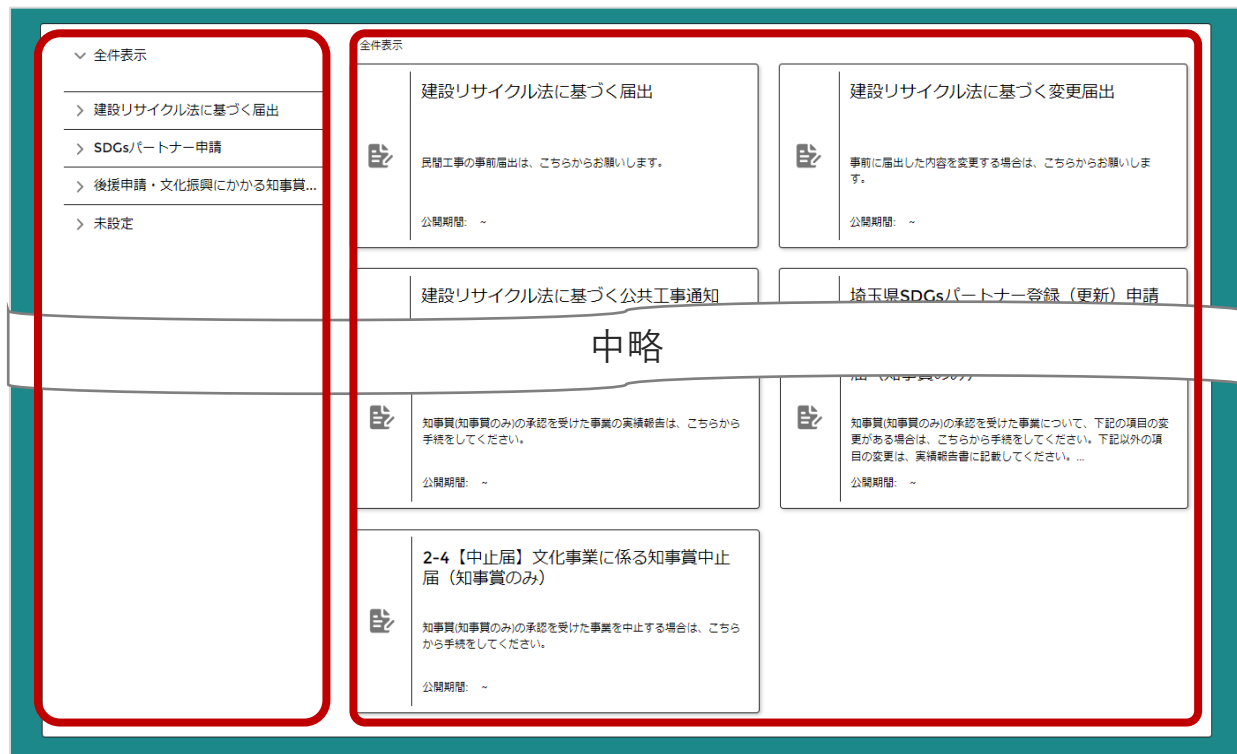 全件表示
建設リサイクル法に基づく届出
SDGsパートナー申請
後援申請・文化振興にかかる知事賞...
未設定
全件表示
建設リサイクル法に基づく届出
民間工事の事前届出は、こちらからお願いします。
公開期間: ~
建設リサイクル法に基づく変更届出
事前に届出した内容を変更する場合は、こちらからお願いしま
す。
公開期間: ~
建設リサイクル法に基づく公共工事通知
埼玉県SDGsパートナー登録（更新）申請
中略
届（知事賞のみ）
知事賞(知事賞のみ)の承認を受けた事業の実績報告は、こちらから
手続をしてください。
公開期間: ~
知事賞(知事賞のみ)の承認を受けた事業について、下記の項目の変
更がある場合は、こちらから手続をしてください。下記以外の項
目の変更は、実績報告書に記載してください。...
公開期間: ~
2-4【中止届】文化事業に係る知事賞中止
届（知事賞のみ）
知事賞(知事賞のみ)の承認を受けた事業を中止する場合は、こちら
から手続をしてください。
公開期間: ~